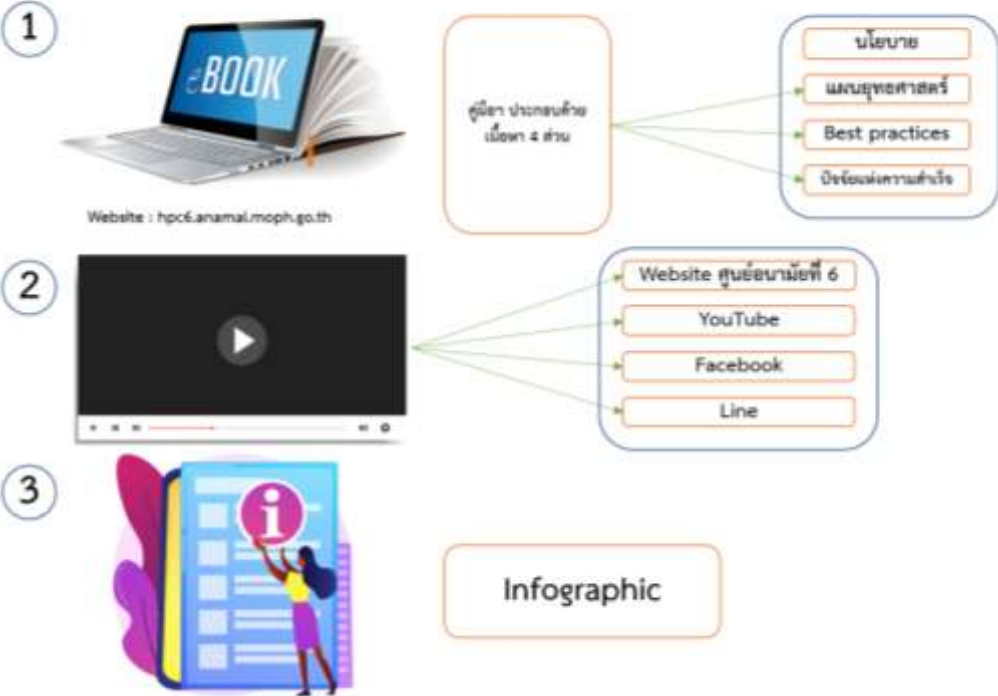 1
eBOOK
Website : hpc6.anamai.moph.go.th
คู่มือฯ ประกอบด้วย
เนื้อหา 4 ส่วน
นโยบาย
แผนยุทธศาสตร์
Best practices
ปัจจัยแห่งความสำเร็จ
2
Website ศูนย์อนามัยที่ 6
YouTube
Facebook
Line
3
i
Infographic